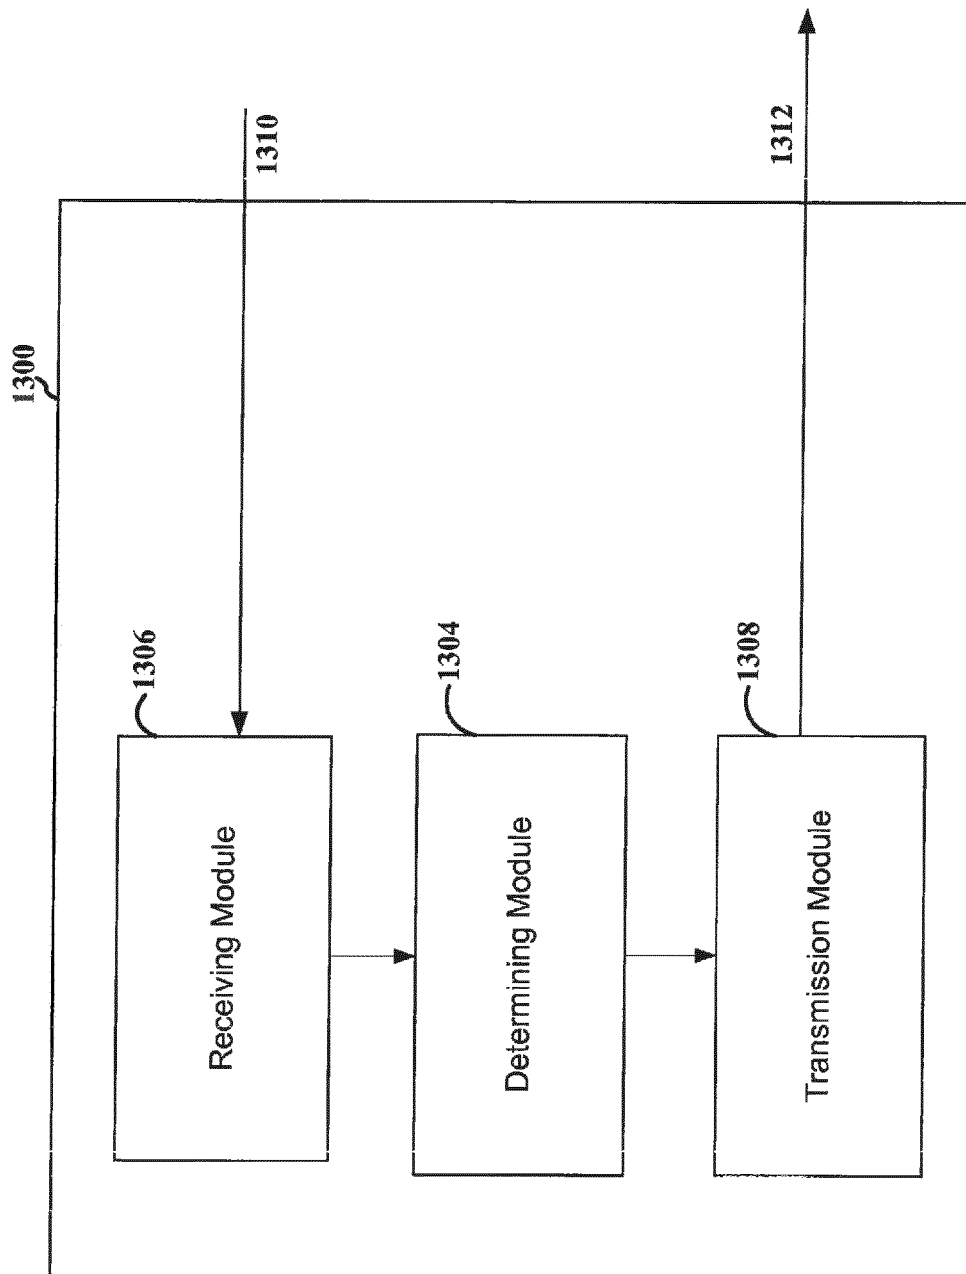 1300
1310
1312
1306
1304
1308
Receiving Module
Determining Module
Transmission Module